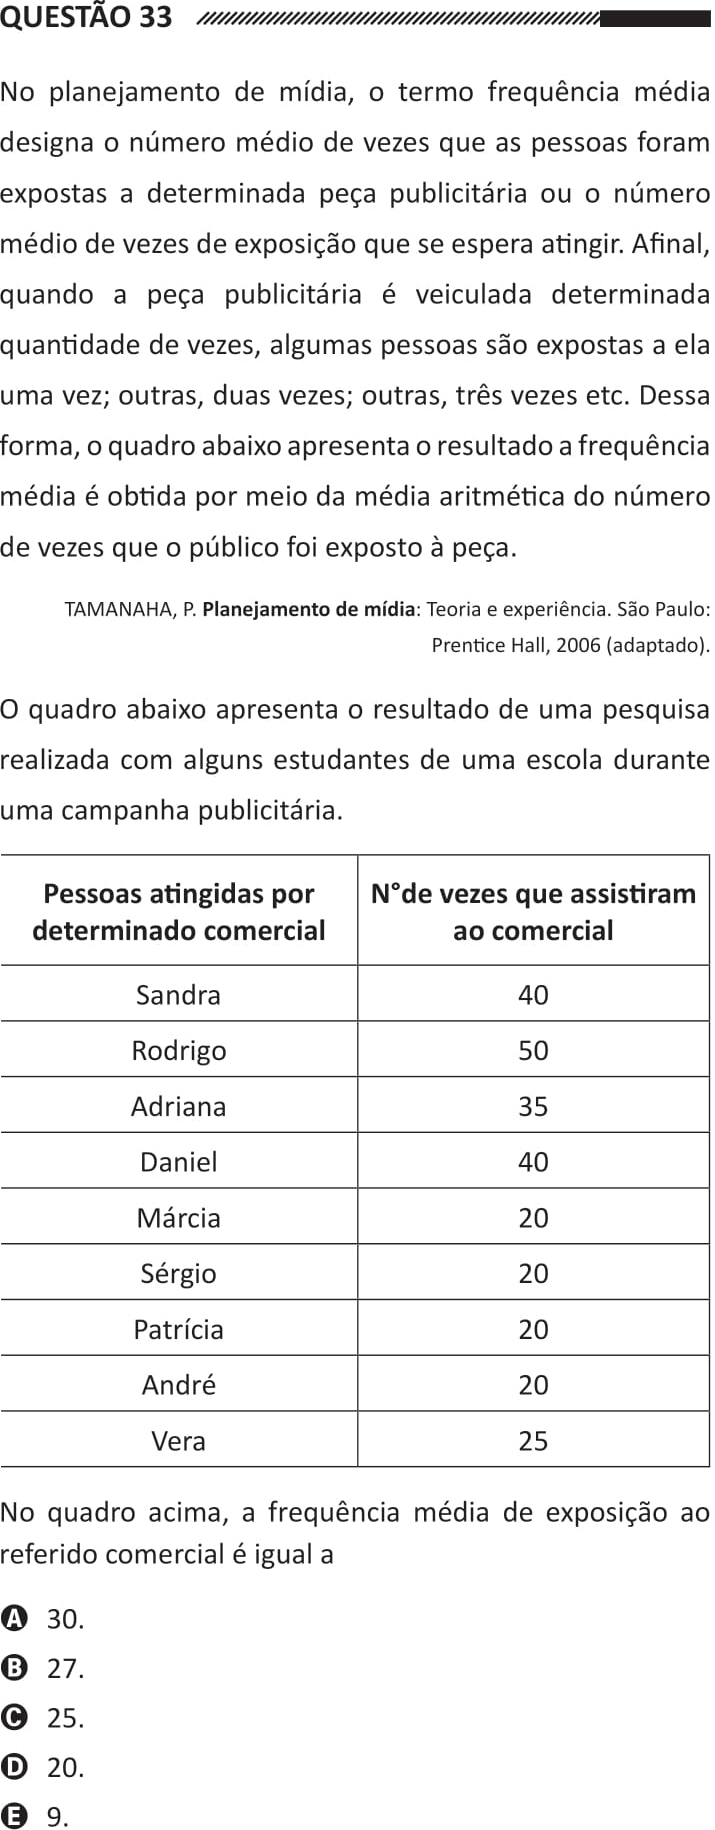 QUESTÃO 33
No planejamento de mídia, o termo frequência média
designa o número médio de vezes que as pessoas foram
expostas a determinada peça publicitária ou o número
médio de vezes de exposição que se espera atingir. Afinal,
quando a peça publicitária é veiculada determinada
quantidade de vezes, algumas pessoas são expostas a ela
uma vez; outras, duas vezes; outras, três vezes etc. Dessa
forma, o quadro abaixo apresenta o resultado a frequência
média é obtida por meio da média aritmética do número
de vezes que o público foi exposto à peça.
TAMANAHA, P. Planejamento de mídia: Teoria e experiência. São Paulo:
Prentice Hall, 2006 (adaptado).
O quadro abaixo apresenta o resultado de uma pesquisa
realizada com alguns estudantes de uma escola durante
uma campanha publicitária.
Pessoas atingidas por determinado comercial N°de vezes que assistiram ao comercial
Sandra 40
Rodrigo 50
Adriana 35
Daniel 40
Márcia 20
Sérgio 20
Patrícia 20
André 20
Vera 25
No quadro acima, a frequência média de exposição ao
referido comercial é igual a
A 30.
B 27.
C 25.
D 20.
E 9.